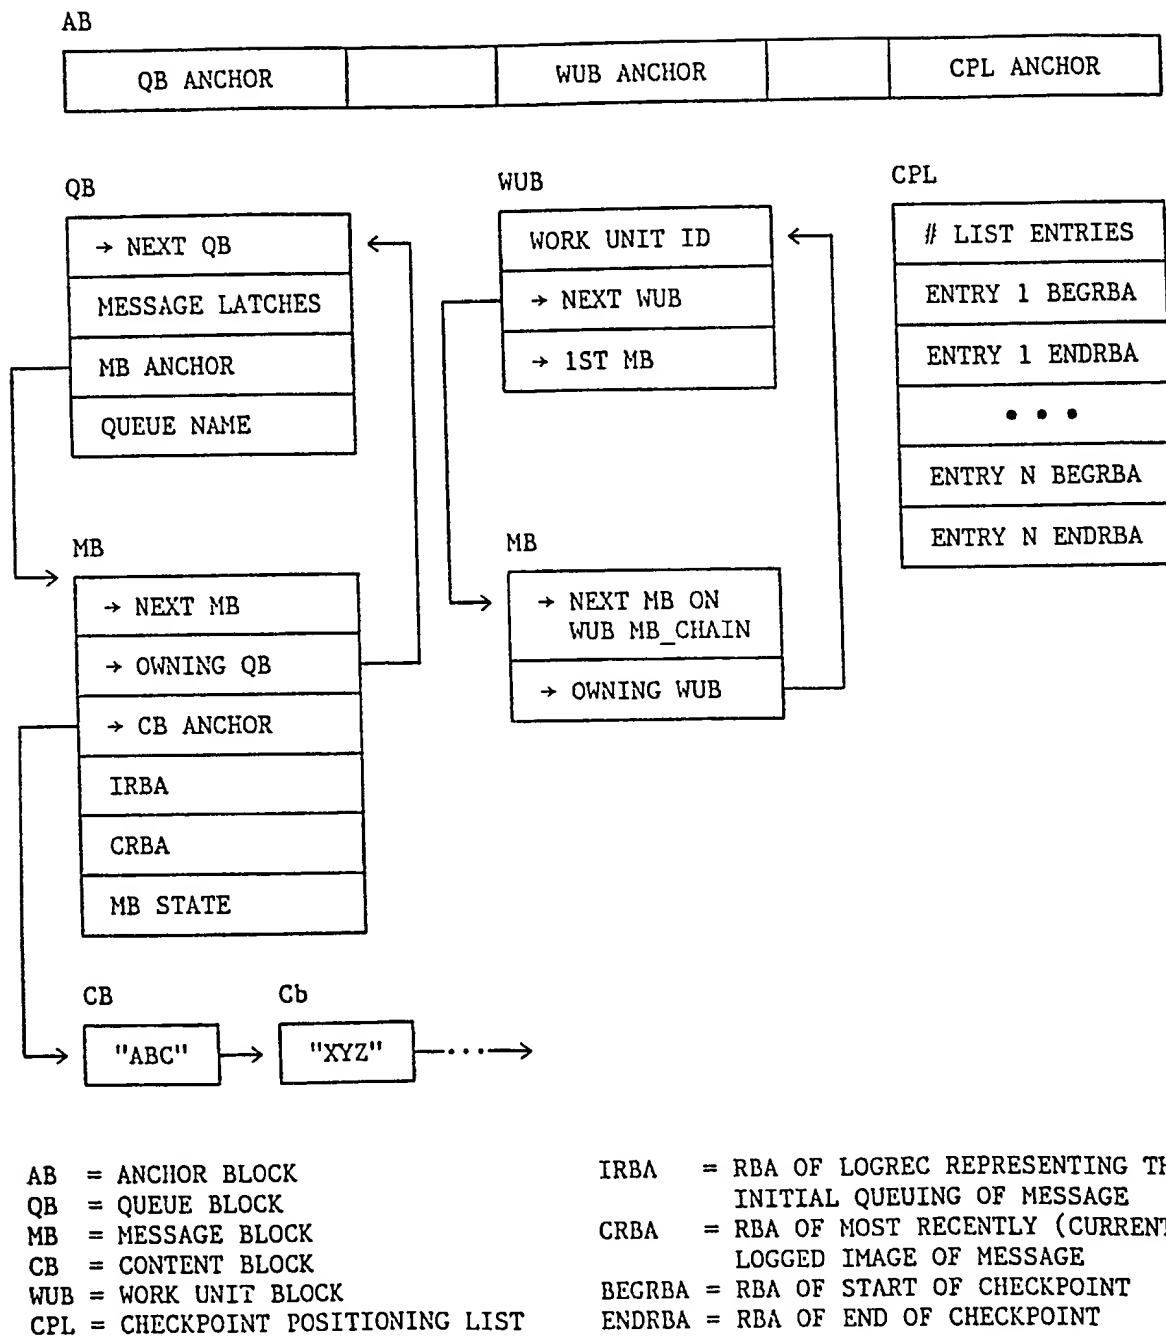 AB
QB ANCHOR WUB ANCHOR CPL ANCHOR
QB
→ NEXT QB
MESSAGE LATCHES
MB ANCHOR
QUEUE NAME
WUB
WORK UNIT ID
→ NEXT WUB
→ 1ST MB
CPL
# LIST ENTRIES
ENTRY 1 BEGRBA
ENTRY 1 ENDRBA
• • •
ENTRY N BEGRBA
ENTRY N ENDRBA
MB
→ NEXT MB
→ OWNING QB
→ CB ANCHOR
IRBA
CRBA
MB STATE
MB
→ NEXT MB ON
WUB MB_CHAIN
→ OWNING WUB
CB
"ABC"
Cb
"XYZ"
AB = ANCHOR BLOCK
QB = QUEUE BLOCK
MB = MESSAGE BLOCK
CB = CONTENT BLOCK
WUB = WORK UNIT BLOCK
CPL = CHECKPOINT POSITIONING LIST
IRBA = RBA OF LOGREC REPRESENTING TH
INITIAL QUEUING OF MESSAGE
CRBA = RBA OF MOST RECENTLY (CURRENT
LOGGED IMAGE OF MESSAGE
BEGRBA = RBA OF START OF CHECKPOINT
ENDRBA = RBA OF END OF CHECKPOINT